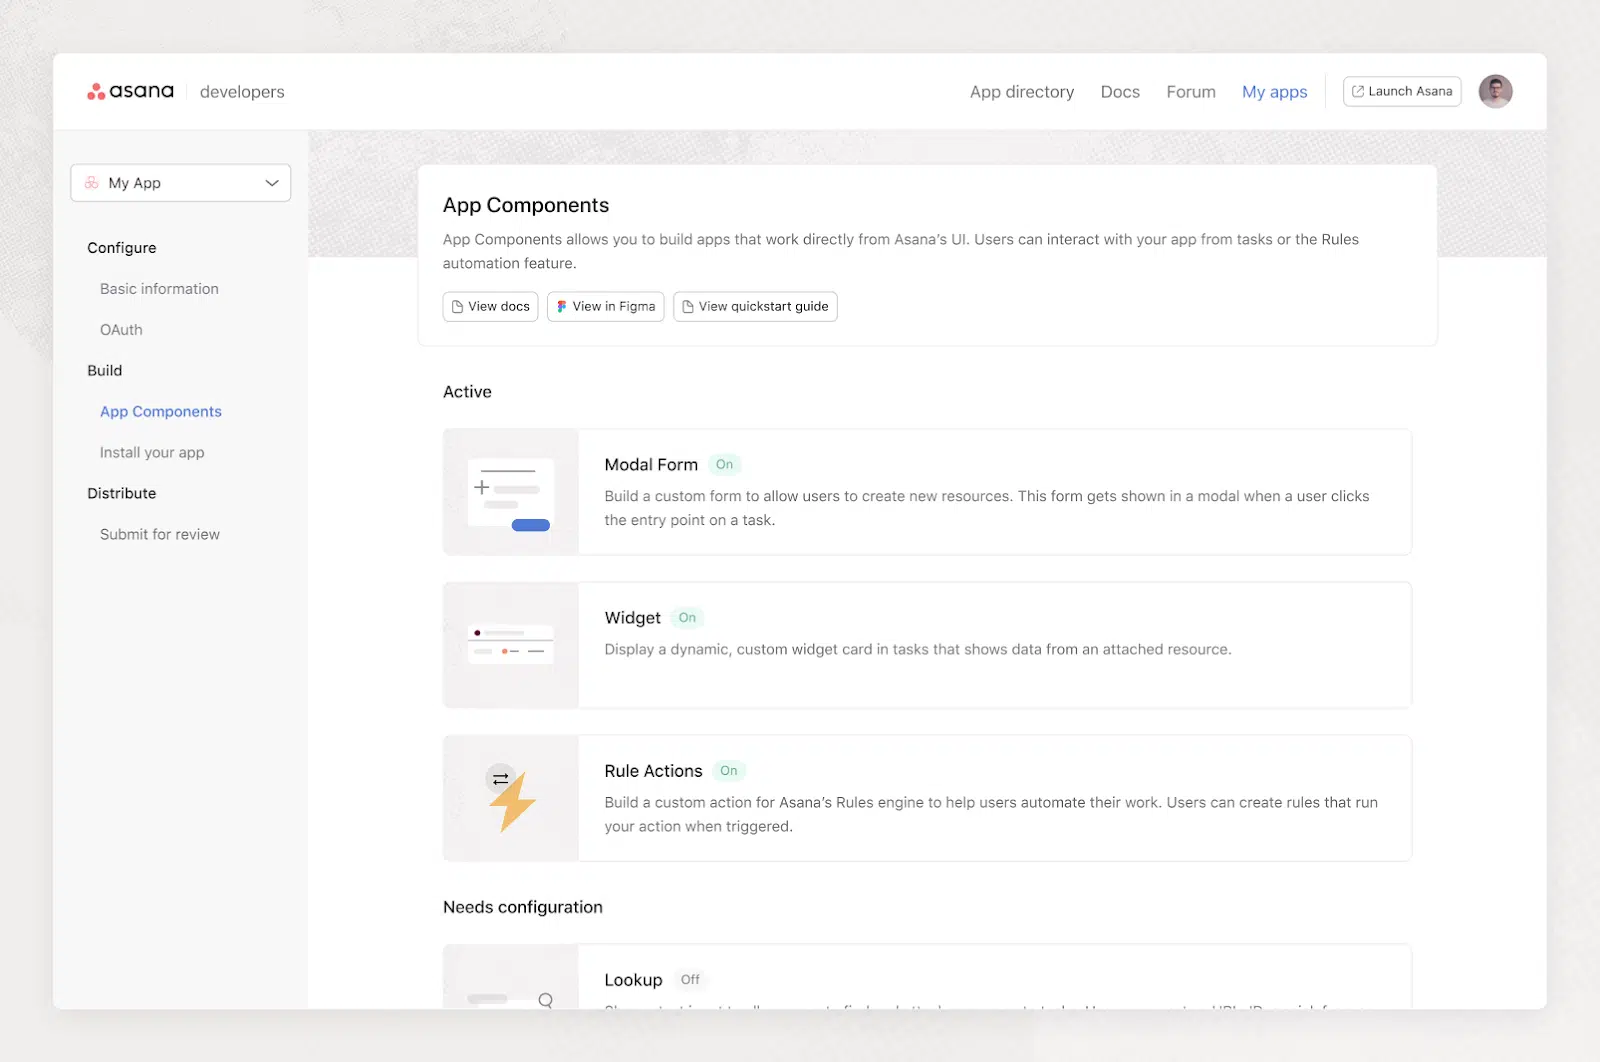 asana developers
App directory Docs Forum My apps Launch Asana
My App
Configure
Basic information
OAuth
Build
App Components
Install your app
Distribute
Submit for review
App Components
App Components allows you to build apps that work directly from Asana’s UI. Users can interact with your app from tasks or the Rules
automation feature.
View docs View in Figma View quickstart guide
Active
Modal Form On
Build a custom form to allow users to create new resources. This form gets shown in a modal when a user clicks
the entry point on a task.
Widget On
Display a dynamic, custom widget card in tasks that shows data from an attached resource.
Rule Actions On
Build a custom action for Asana’s Rules engine to help users automate their work. Users can create rules that run
your action when triggered.
Needs configuration
Lookup Off